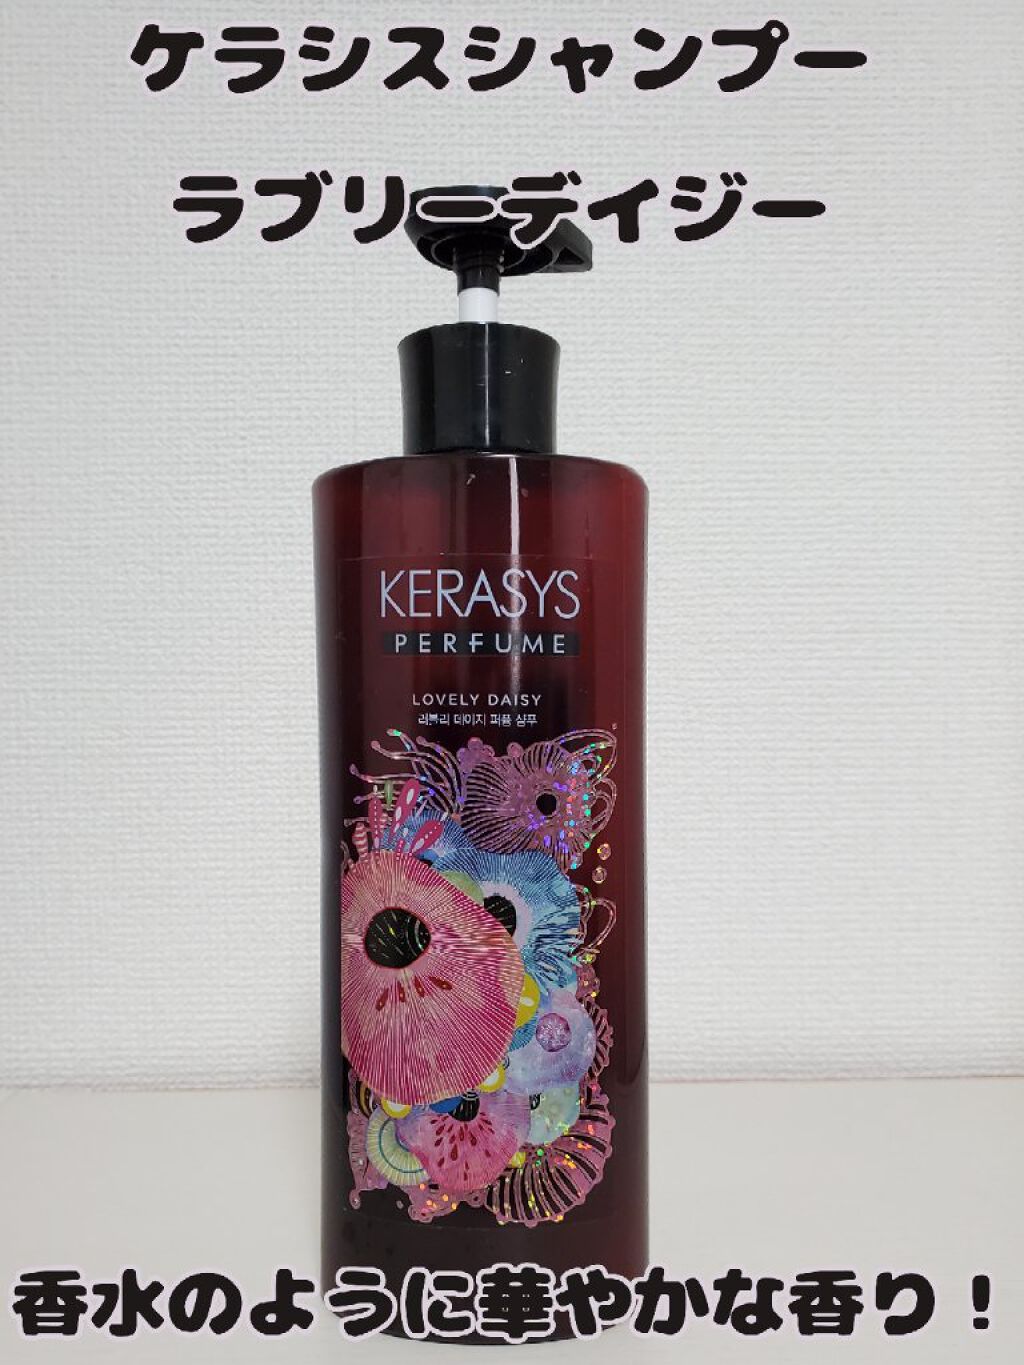 ケラシスシャンプー
ラブリーデイジー
KERASYS
PERFUME
LOVELY DAISY
러블리 데이지 퍼퓸 샴푸
香水のように華やかな香り！